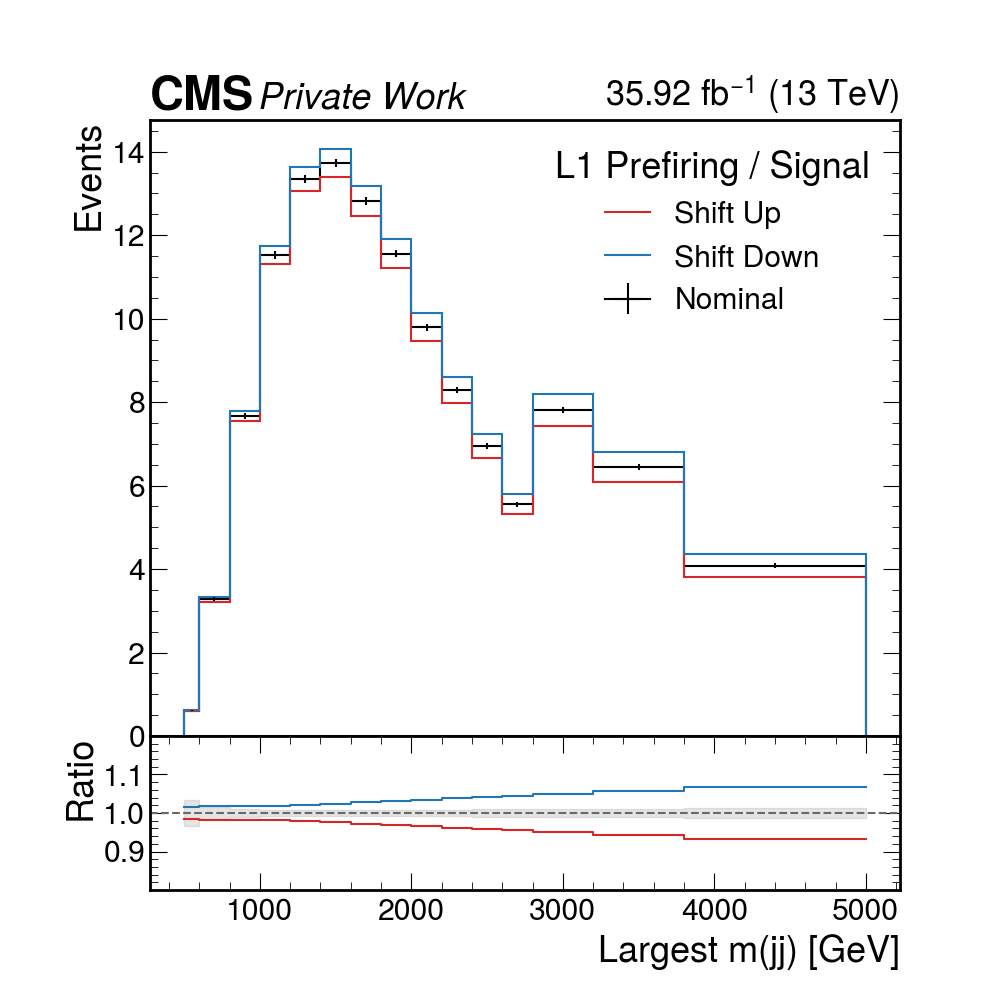 CMS Private Work 35.92 fb⁻¹ (13 TeV)
Events
14
12
10
8
6
4
2
0
L1 Prefiring / Signal
Shift Up
Shift Down
Nominal
Ratio
1.1
1.0
0.9
1000 2000 3000 4000 5000
Largest m(jj) [GeV]